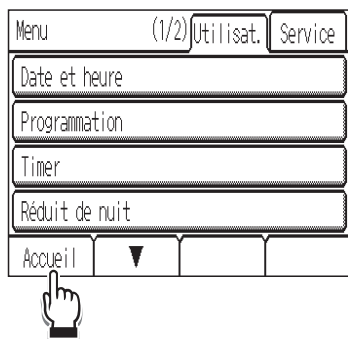 Menu (1/2) Utilisat. Service
Date et heure
Programmation
Timer
Réduit de nuit
Accueil ▼